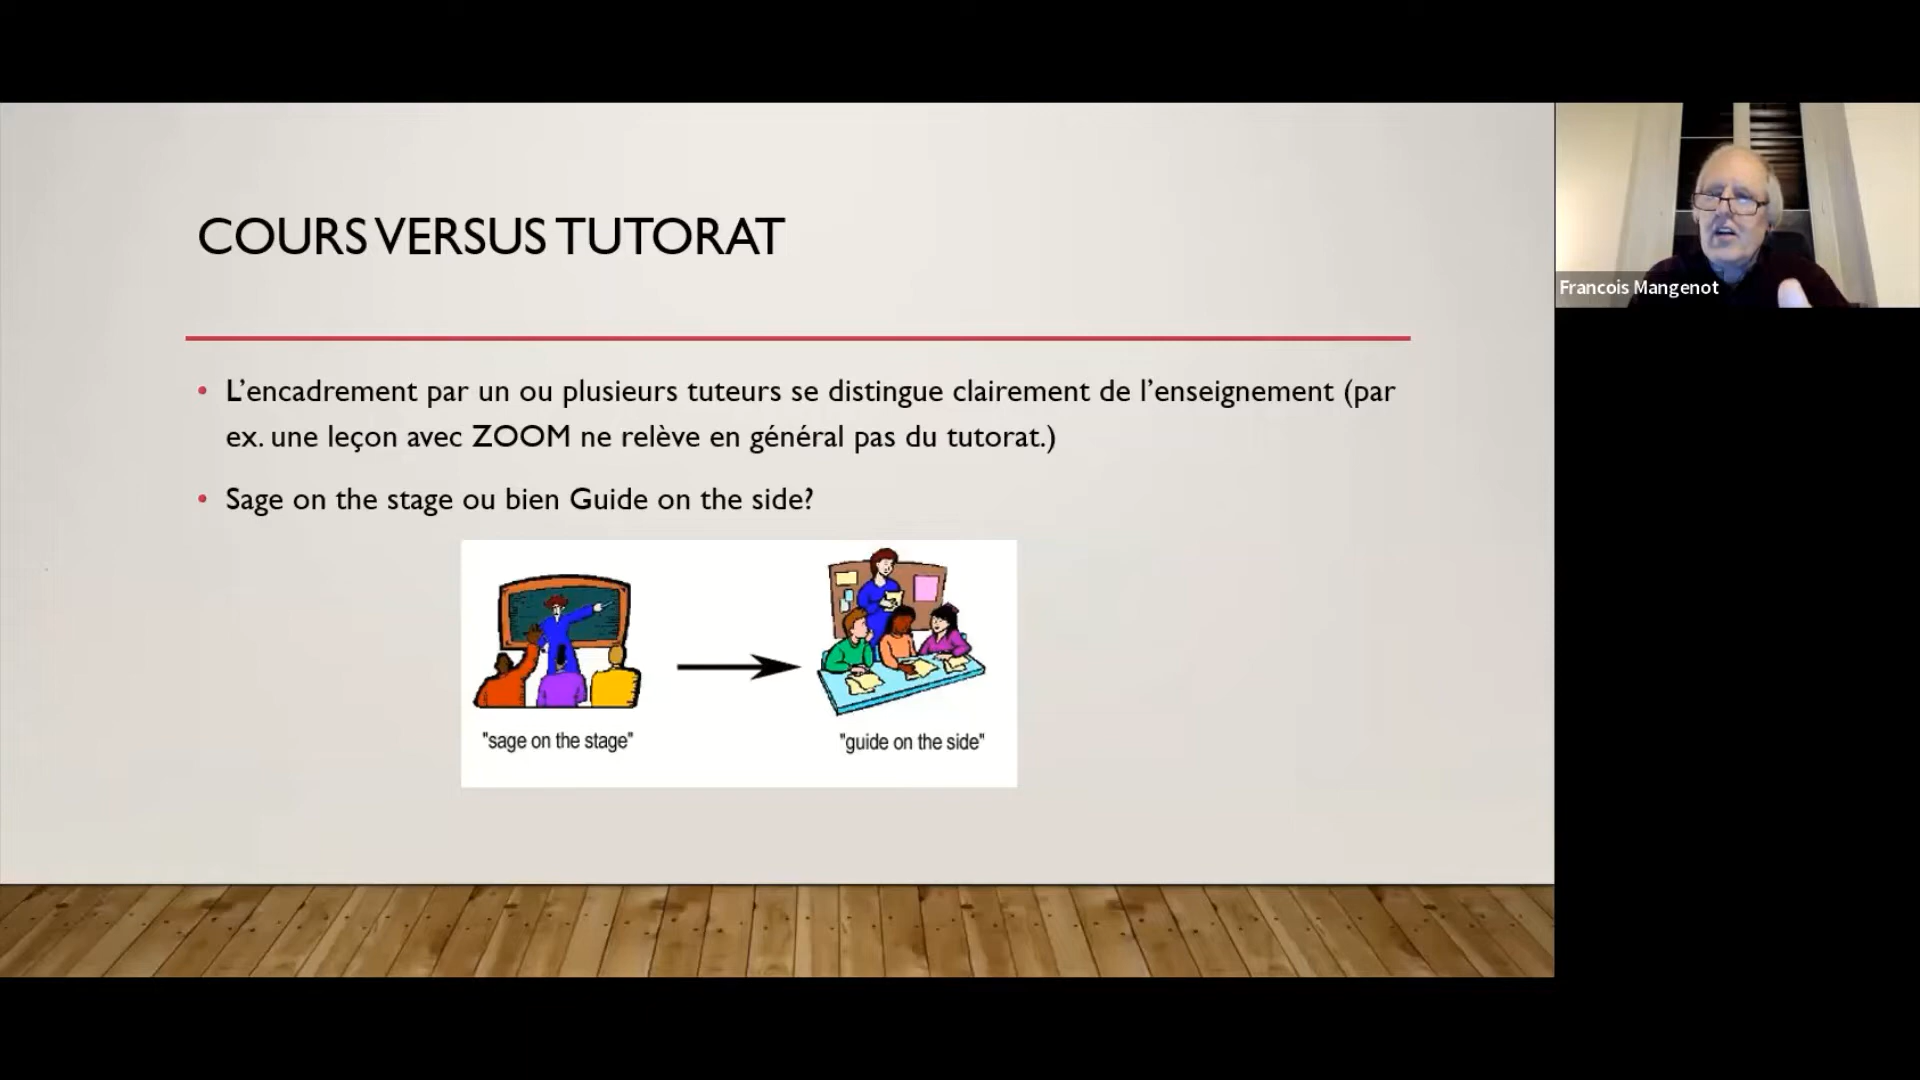 COURS VERSUS TUTORAT
Francois Mangenot
• L’encadrement par un ou plusieurs tuteurs se distingue clairement de l’enseignement (par
ex. une leçon avec ZOOM ne relève en général pas du tutorat.)
• Sage on the stage ou bien Guide on the side?
"sage on the stage"
"guide on the side"